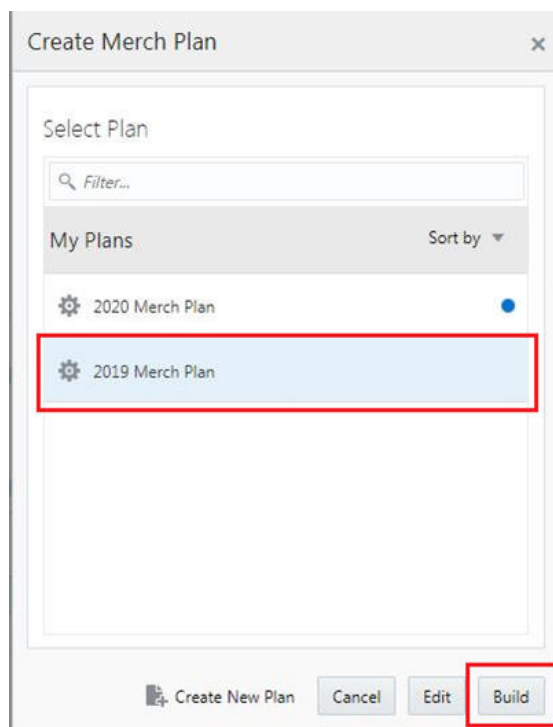 Create Merch Plan
Select Plan
Filter...
My Plans Sort by
2020 Merch Plan
2019 Merch Plan
Create New Plan Cancel Edit Build